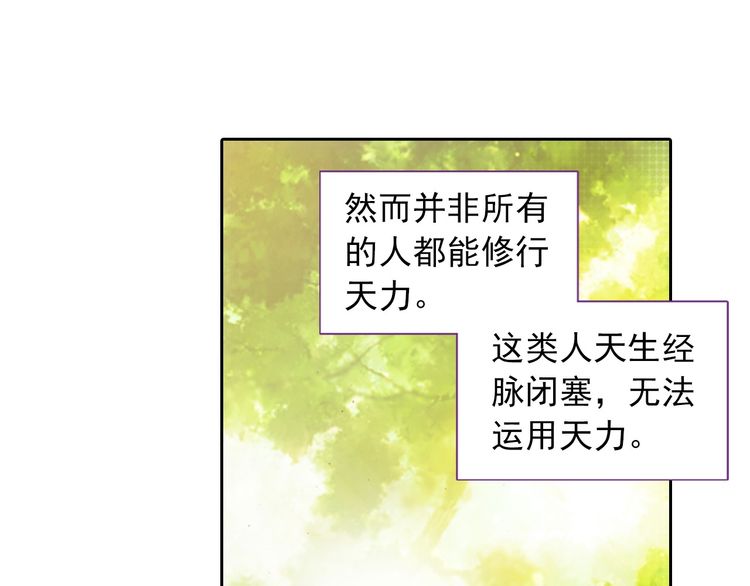 然而并非所有
的人都能修行
天力。
这类人天生经
脉闭塞，无法
运用天力。